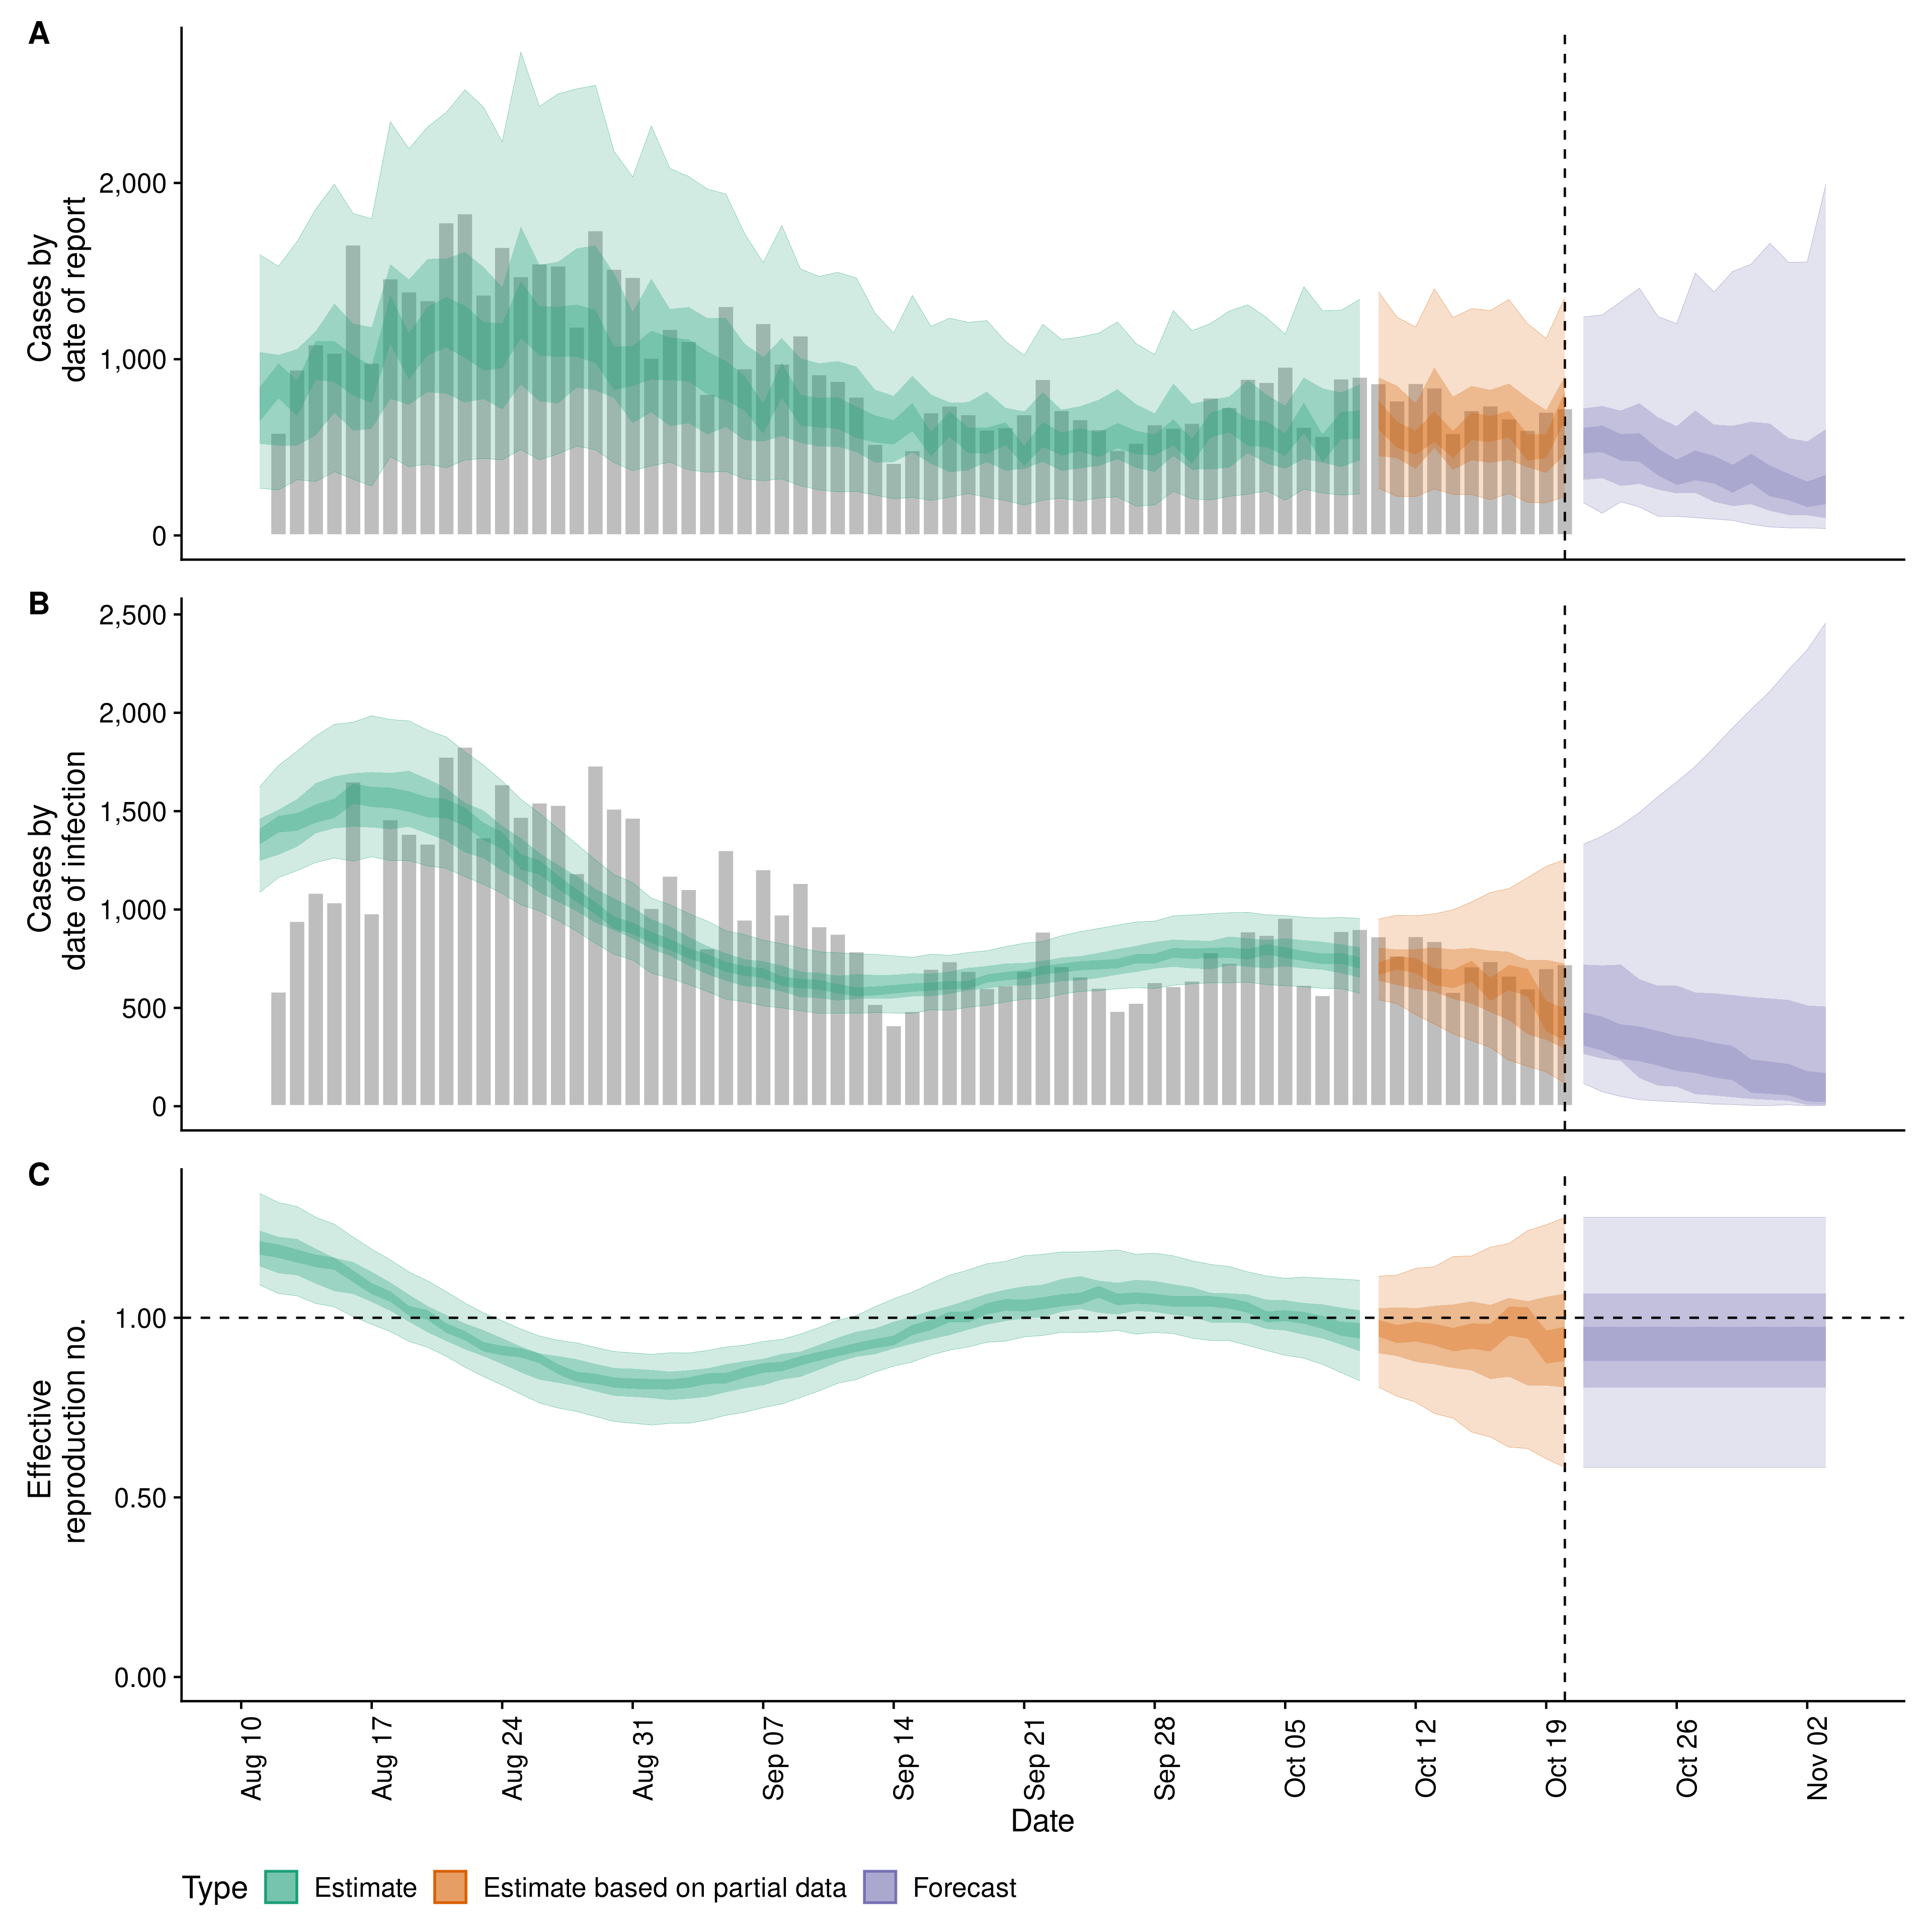 A
Cases by
date of report
2,000
1,000
0
B
Cases by
date of infection
2,500
2,000
1,500
1,000
500
0
C
Effective
reproduction no.
1.00
0.50
0.00
Aug 10
Aug 17
Aug 24
Aug 31
Sep 07
Sep 14
Sep 21
Sep 28
Oct 05
Oct 12
Oct 19
Oct 26
Nov 02
Date
Type
Estimate
Estimate based on partial data
Forecast